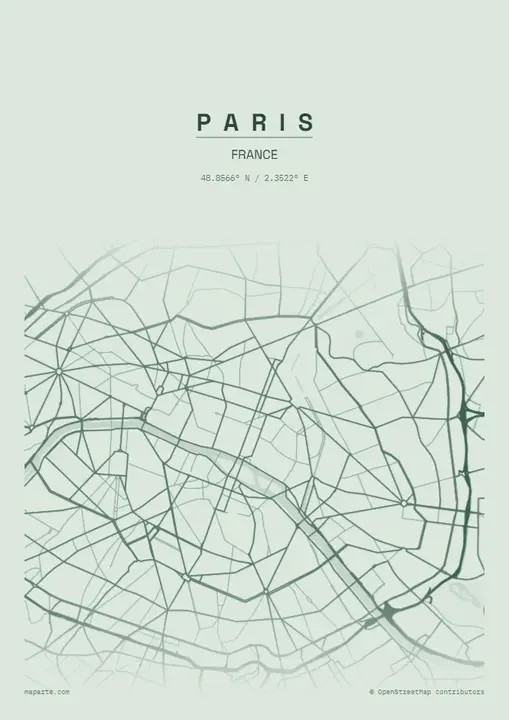 PARIS
FRANCE
48.8566° N / 2.3522° E
maparte.com
© OpenStreetMap contributors